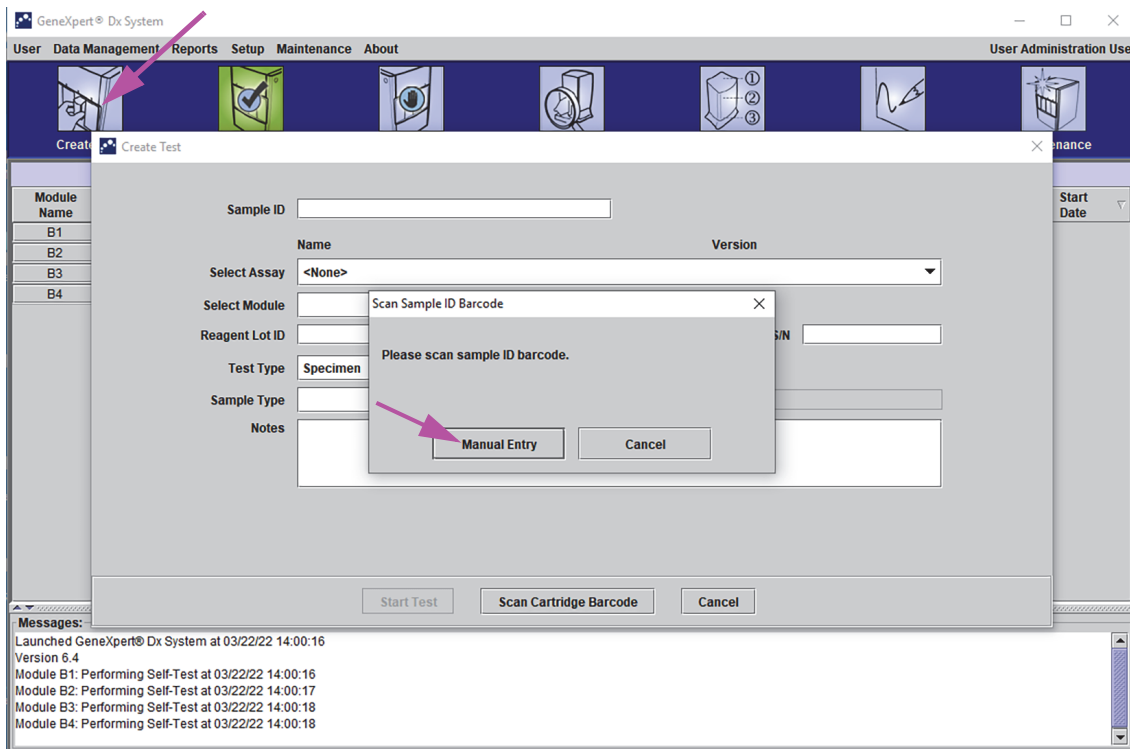 GeneXpert® Dx System
User Data Management Reports Setup Maintenance About User Administration Use
① ② ③
Create
enance
Create Test
Module Name
Start Date
B1
B2
B3
B4
Sample ID
Name Version
Select Assay <None>
Select Module
Reagent Lot ID S/N
Test Type Specimen
Sample Type
Notes
Scan Sample ID Barcode
Please scan sample ID barcode.
Manual Entry Cancel
Start Test Scan Cartridge Barcode Cancel
Messages:
Launched GeneXpert® Dx System at 03/22/22 14:00:16
Version 6.4
Module B1: Performing Self-Test at 03/22/22 14:00:16
Module B2: Performing Self-Test at 03/22/22 14:00:17
Module B3: Performing Self-Test at 03/22/22 14:00:18
Module B4: Performing Self-Test at 03/22/22 14:00:18